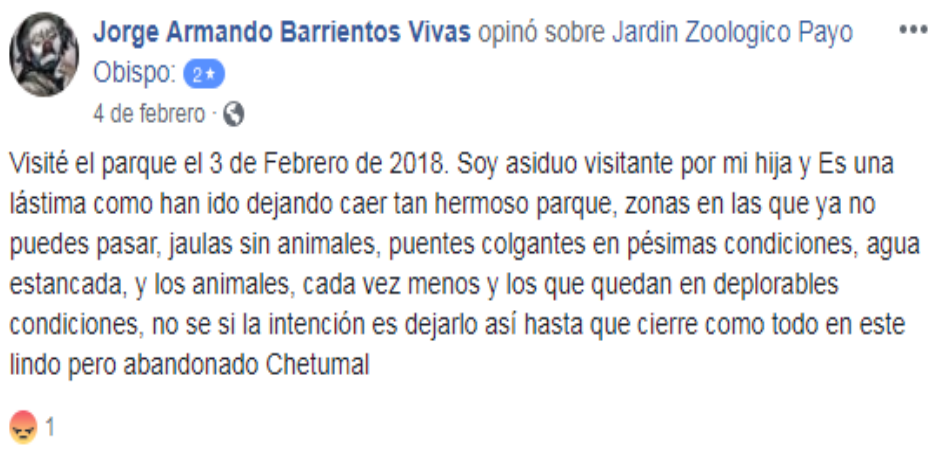 Jorge Armando Barrientos Vivas opinó sobre Jardin Zoologico Payo
Obispo: 2★
4 de febrero ·
Visité el parque el 3 de Febrero de 2018. Soy asiduo visitante por mi hija y Es una
lástima como han ido dejando caer tan hermoso parque, zonas en las que ya no
puedes pasar, jaulas sin animales, puentes colgantes en pésimas condiciones, agua
estancada, y los animales, cada vez menos y los que quedan en deplorables
condiciones, no se si la intención es dejarlo así hasta que cierre como todo en este
lindo pero abandonado Chetumal
1